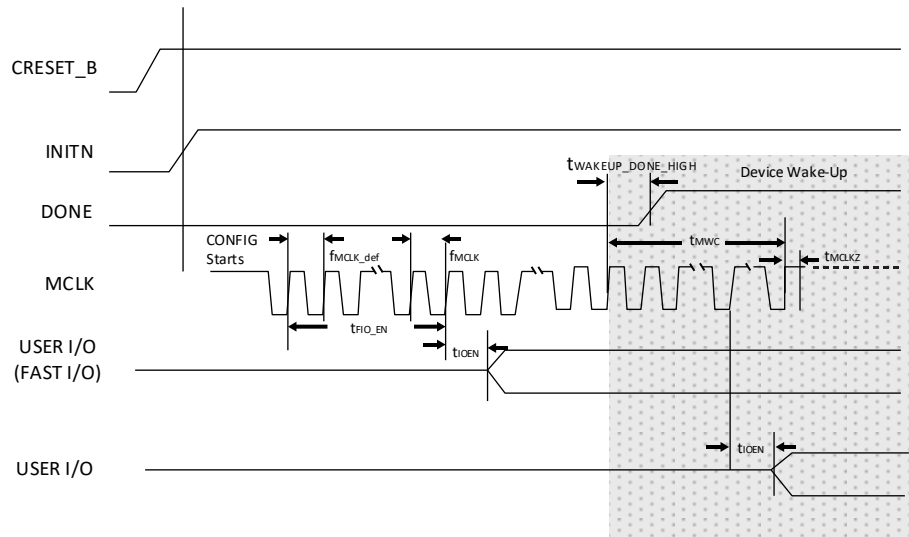 CRESET_B
INITN
tWAKEUP_DONE_HIGH
Device Wake-Up
DONE
CONFIG
Starts
fMCLK_def
fMCLK
tMWC
tMCLKZ
MCLK
tFIO_EN
USER I/O
(FAST I/O)
tIOEN
USER I/O
tIOEN